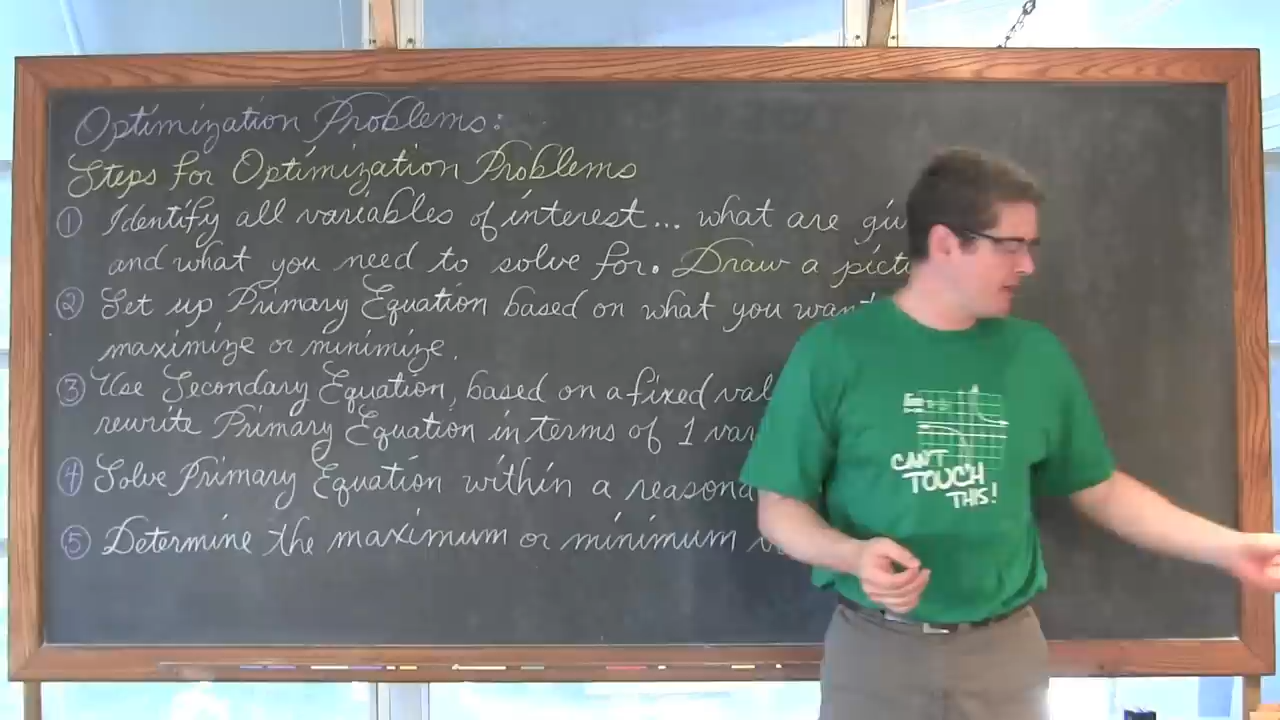 Optimization Problems:
Steps for Optimization Problems
① Identify all variables of interest... what are giv
and what you need to solve for. Draw a pictu
② Set up Primary Equation based on what you wan
maximize or minimize.
③ Use Secondary Equation, based on a fixed val
rewrite Primary Equation in terms of 1 var
④ Solve Primary Equation within a reasona
⑤ Determine the maximum or minimum
CAN'T
TOUCH
THIS!